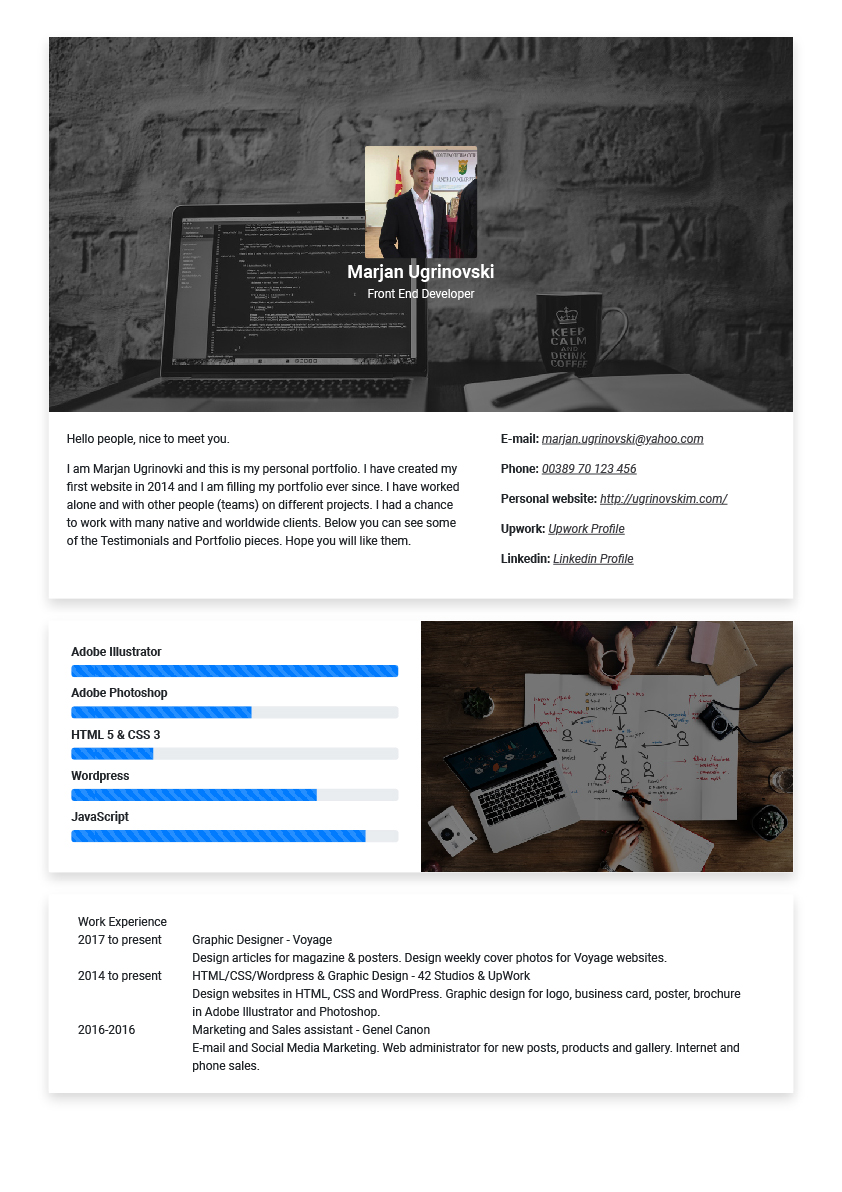 KEEP
CALM
AND
DRINK
COFFEE
Marjan Ugrinovski
Front End Developer
Hello people, nice to meet you.
I am Marjan Ugrinovki and this is my personal portfolio. I have created my
first website in 2014 and I am filling my portfolio ever since. I have worked
alone and with other people (teams) on different projects. I had a chance
to work with many native and worldwide clients. Below you can see some
of the Testimonials and Portfolio pieces. Hope you will like them.
E-mail: marjan.ugrinovski@yahoo.com
Phone: 00389 70 123 456
Personal website: http://ugrinovskim.com/
Upwork: Upwork Profile
Linkedin: Linkedin Profile
Adobe Illustrator
Adobe Photoshop
HTML 5 & CSS 3
Wordpress
JavaScript
Work Experience
2017 to present Graphic Designer - Voyage
Design articles for magazine & posters. Design weekly cover photos for Voyage websites.
2014 to present HTML/CSS/Wordpress & Graphic Design - 42 Studios & UpWork
Design websites in HTML, CSS and WordPress. Graphic design for logo, business card, poster, brochure
in Adobe Illustrator and Photoshop.
2016-2016 Marketing and Sales assistant - Genel Canon
E-mail and Social Media Marketing. Web administrator for new posts, products and gallery. Internet and
phone sales.